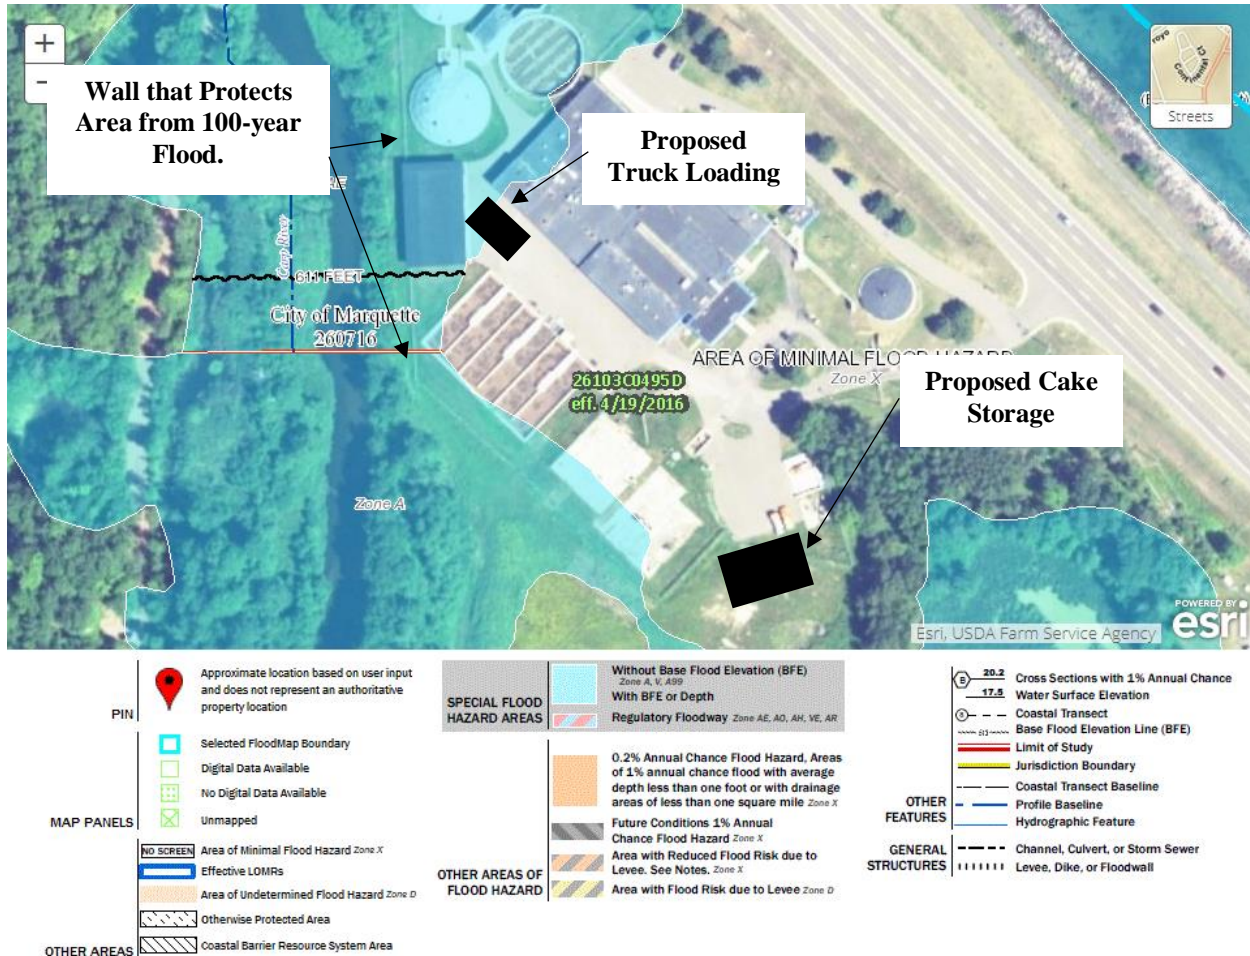 +
-
Wall that Protects
Area from 100-year
Flood.
Proposed
Truck Loading
Streets
Carp River
611 FEET
City of Marquette
260716
AREA OF MINIMAL FLOOD HAZARD
Zone X
26103C0495D
eff. 4/19/2016
Proposed Cake
Storage
Zone A
POWERED BY
esri
Esri, USDA Farm Service Agency
PIN
Approximate location based on user input
and does not represent an authoritative
property location
MAP PANELS
Selected FloodMap Boundary
Digital Data Available
No Digital Data Available
Unmapped
OTHER AREAS
NO SCREEN Area of Minimal Flood Hazard Zone X
Effective LOMRs
Area of Undetermined Flood Hazard Zone D
Otherwise Protected Area
Coastal Barrier Resource System Area
SPECIAL FLOOD
HAZARD AREAS
Without Base Flood Elevation (BFE)
Zone A, V, A99
With BFE or Depth
Regulatory Floodway Zone AE, AO, AH, VE, AR
OTHER AREAS OF
FLOOD HAZARD
0.2% Annual Chance Flood Hazard, Areas
of 1% annual chance flood with average
depth less than one foot or with drainage
areas of less than one square mile Zone X
Future Conditions 1% Annual
Chance Flood Hazard Zone X
Area with Reduced Flood Risk due to
Levee. See Notes. Zone X
Area with Flood Risk due to Levee Zone D
OTHER
FEATURES
B 20.2 Cross Sections with 1% Annual Chance
17.5 Water Surface Elevation
8 Coastal Transect
513 Base Flood Elevation Line (BFE)
Limit of Study
Jurisdiction Boundary
Coastal Transect Baseline
Profile Baseline
Hydrographic Feature
GENERAL
STRUCTURES
Channel, Culvert, or Storm Sewer
Levee, Dike, or Floodwall